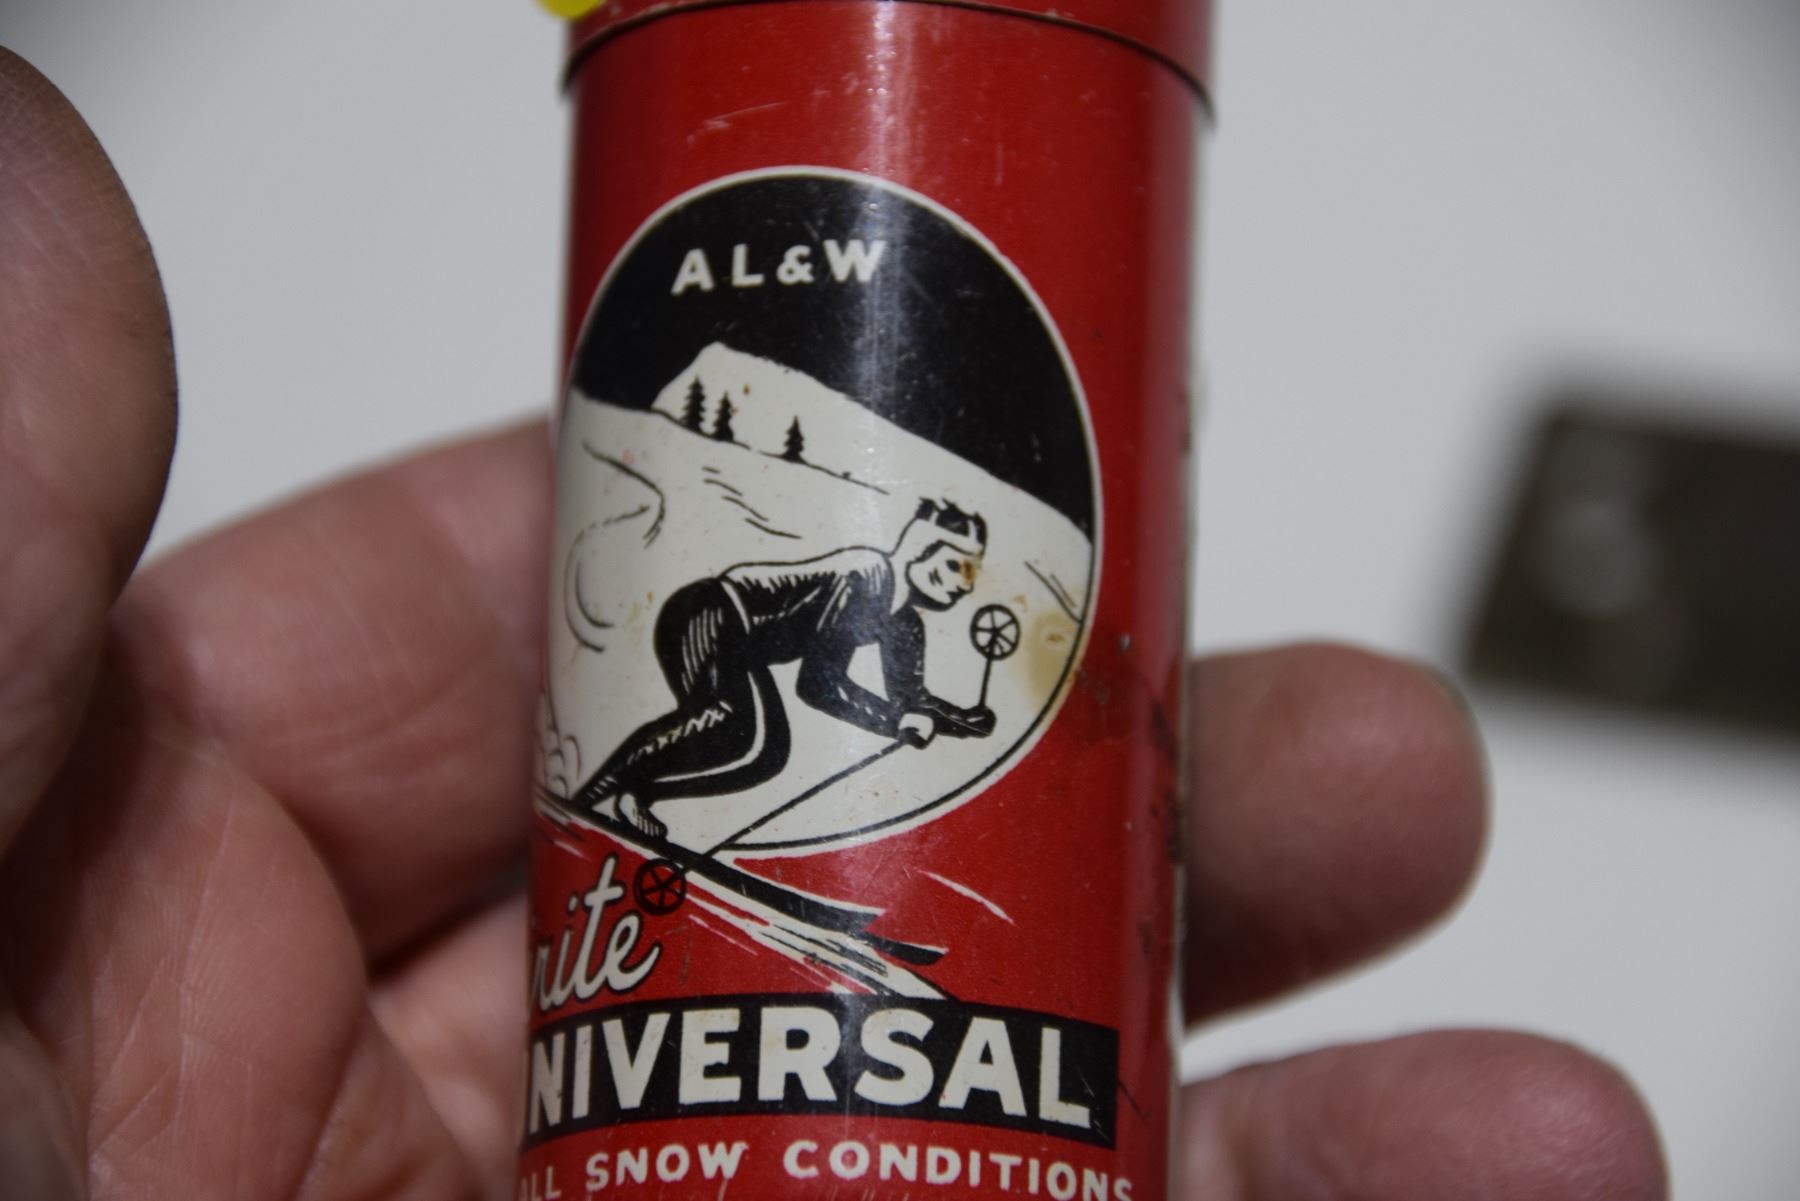 AL&W
rite
NIVERSAL
ALL SNOW CONDITIONS